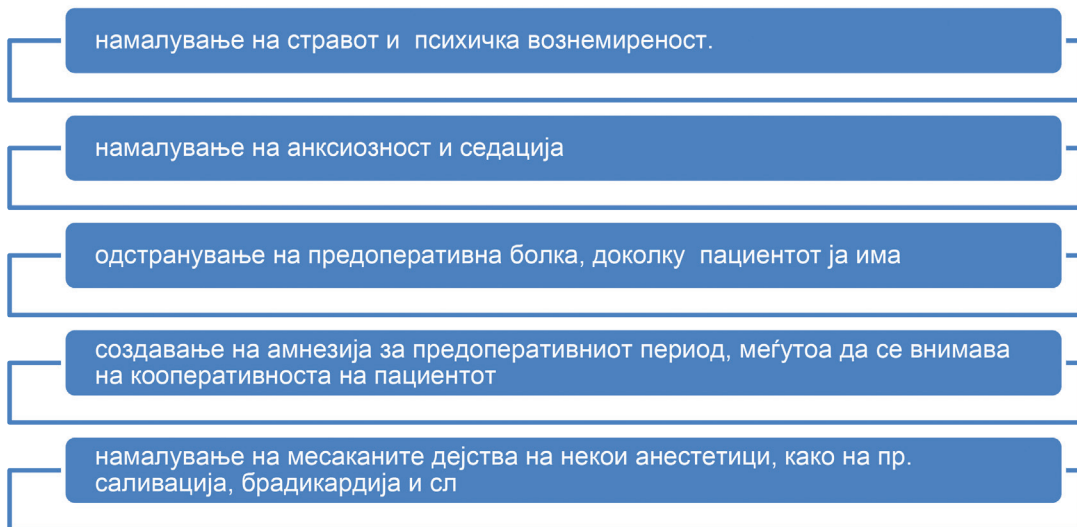 намалување на стравот и  психичка вознемиреност.
намалување на анксиозност и седација
одстранување на предоперативна болка, доколку  пациентот ја има
создавање на амнезија за предоперативниот период, меѓутоа да се внимава
на кооперативноста на пациентот
намалување на месаканите дејства на некои анестетици, како на пр.
саливација, брадикардија и сл